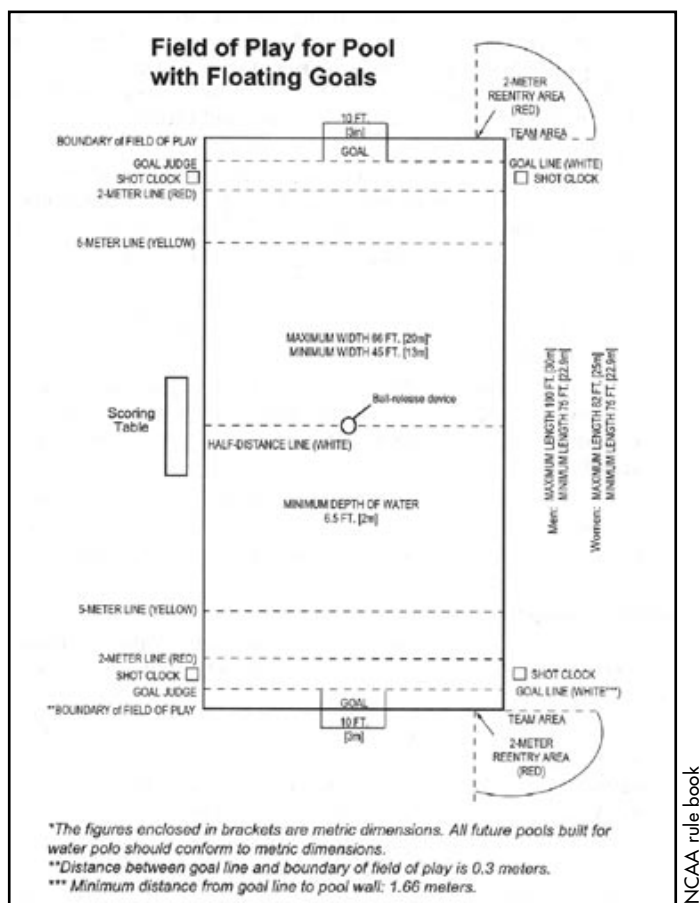 Field of Play for Pool
with Floating Goals
2-METER
REENTRY AREA
(RED)
10 FT.
[3m]
TEAM AREA
BOUNDARY of FIELD OF PLAY
GOAL
GOAL JUDGE
GOAL LINE (WHITE)
SHOT CLOCK
SHOT CLOCK
2-METER LINE (RED)
5-METER LINE (YELLOW)
MAXIMUM WIDTH 66 FT. [20m]*
MINIMUM WIDTH 45 FT. [13m]
Men: MAXIMUM LENGTH 100 FT. [30m]
MINIMUM LENGTH 75 FT. [22.9m]
Women: MAXIMUM LENGTH 82 FT. [25m]
MINIMUM LENGTH 75 FT. [22.9m]
Ball-release device
Scoring
Table
HALF-DISTANCE LINE (WHITE)
MINIMUM DEPTH OF WATER
6.5 FT. [2m]
5-METER LINE (YELLOW)
2-METER LINE (RED)
SHOT CLOCK
SHOT CLOCK
GOAL JUDGE
GOAL LINE (WHITE***)
**BOUNDARY of FIELD OF PLAY
GOAL
10 FT.
[3m]
TEAM AREA
2-METER
REENTRY AREA
(RED)
*The figures enclosed in brackets are metric dimensions. All future pools built for
water polo should conform to metric dimensions.
**Distance between goal line and boundary of field of play is 0.3 meters.
*** Minimum distance from goal line to pool wall: 1.66 meters.
NCAA rule book